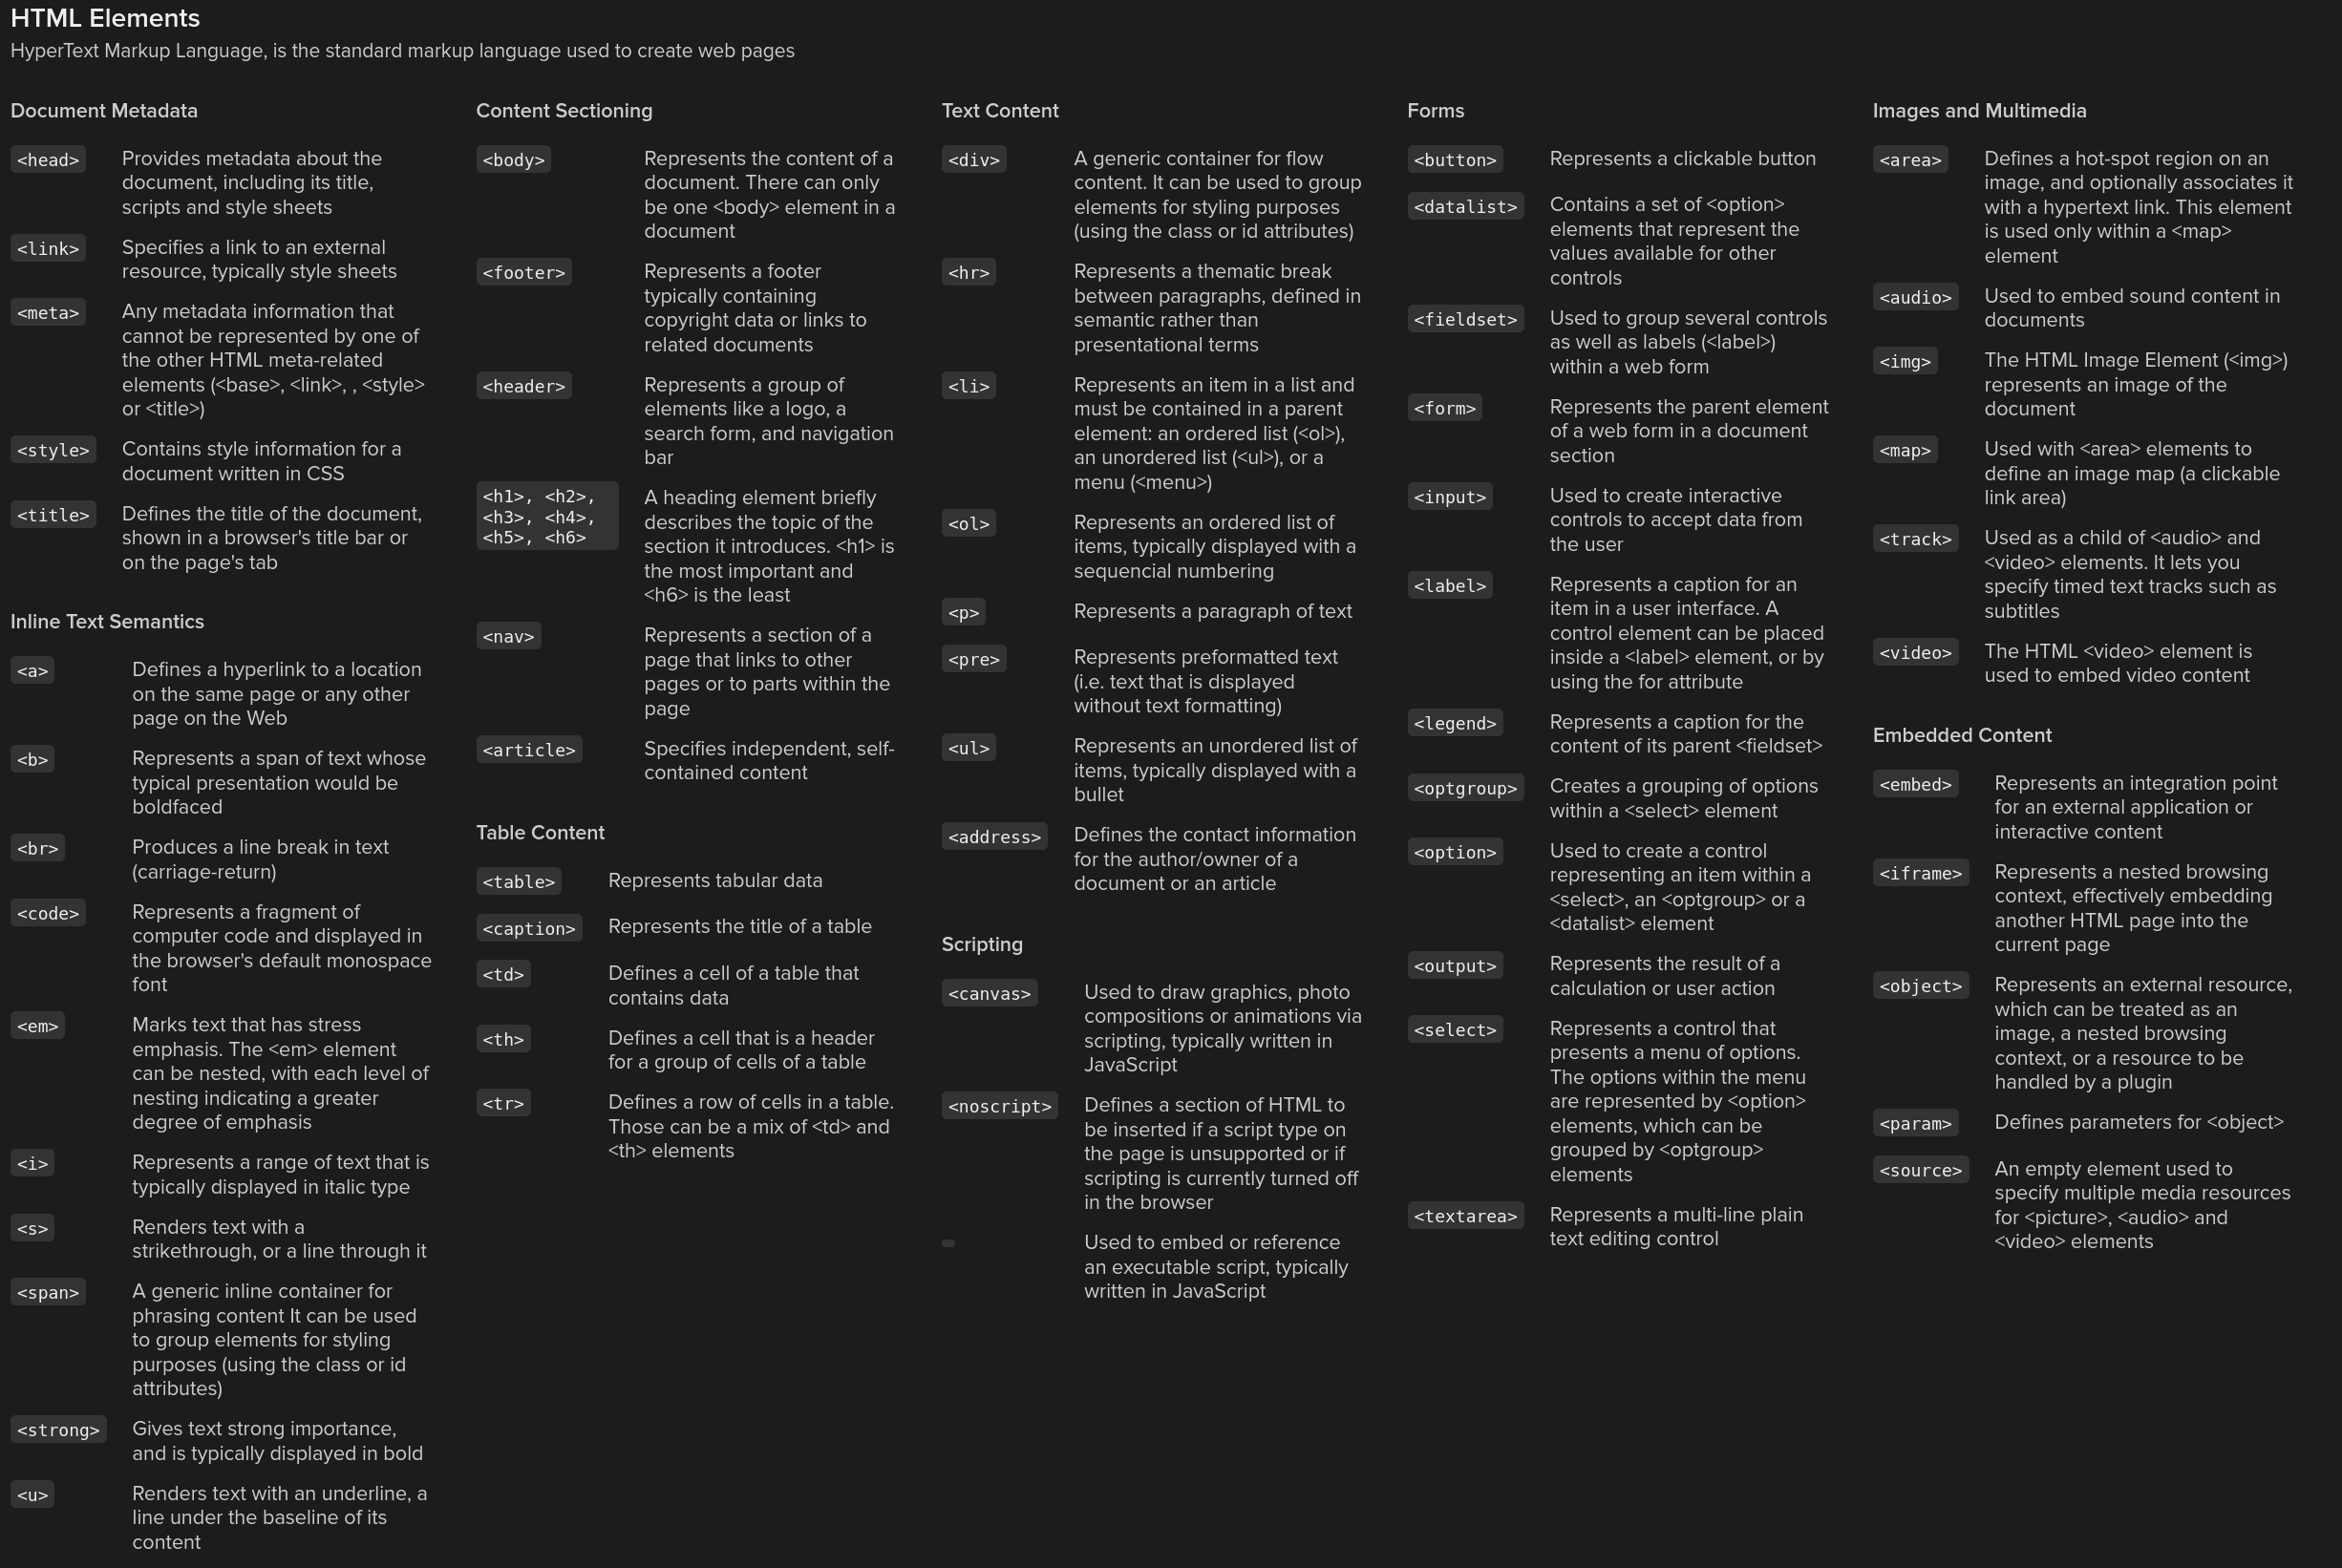 HTML Elements
HyperText Markup Language, is the standard markup language used to create web pages
Document Metadata
<head>
Provides metadata about the
document, including its title,
scripts and style sheets
<link>
Specifies a link to an external
resource, typically style sheets
<meta>
Any metadata information that
cannot be represented by one of
the other HTML meta-related
elements (<base>, <link>, , <style>
or <title>)
<style>
Contains style information for a
document written in CSS
<title>
Defines the title of the document,
shown in a browser's title bar or
on the page's tab
Inline Text Semantics
<a>
Defines a hyperlink to a location
on the same page or any other
page on the Web
<b>
Represents a span of text whose
typical presentation would be
boldfaced
<br>
Produces a line break in text
(carriage-return)
<code>
Represents a fragment of
computer code and displayed in
the browser's default monospace
font
<em>
Marks text that has stress
emphasis. The <em> element
can be nested, with each level of
nesting indicating a greater
degree of emphasis
<i>
Represents a range of text that is
typically displayed in italic type
<s>
Renders text with a
strikethrough, or a line through it
<span>
A generic inline container for
phrasing content It can be used
to group elements for styling
purposes (using the class or id
attributes)
<strong>
Gives text strong importance,
and is typically displayed in bold
<u>
Renders text with an underline, a
line under the baseline of its
content
Content Sectioning
<body>
Represents the content of a
document. There can only
be one <body> element in a
document
<footer>
Represents a footer
typically containing
copyright data or links to
related documents
<header>
Represents a group of
elements like a logo, a
search form, and navigation
bar
<h1>, <h2>,
<h3>, <h4>,
<h5>, <h6>
A heading element briefly
describes the topic of the
section it introduces. <h1> is
the most important and
<h6> is the least
<nav>
Represents a section of a
page that links to other
pages or to parts within the
page
<article>
Specifies independent, self-
contained content
Table Content
<table>
Represents tabular data
<caption>
Represents the title of a table
<td>
Defines a cell of a table that
contains data
<th>
Defines a cell that is a header
for a group of cells of a table
<tr>
Defines a row of cells in a table.
Those can be a mix of <td> and
<th> elements
Text Content
<div>
A generic container for flow
content. It can be used to group
elements for styling purposes
(using the class or id attributes)
<hr>
Represents a thematic break
between paragraphs, defined in
semantic rather than
presentational terms
<li>
Represents an item in a list and
must be contained in a parent
element: an ordered list (<ol>),
an unordered list (<ul>), or a
menu (<menu>)
<ol>
Represents an ordered list of
items, typically displayed with a
sequencial numbering
<p>
Represents a paragraph of text
<pre>
Represents preformatted text
(i.e. text that is displayed
without text formatting)
<ul>
Represents an unordered list of
items, typically displayed with a
bullet
<address>
Defines the contact information
for the author/owner of a
document or an article
Scripting
<canvas>
Used to draw graphics, photo
compositions or animations via
scripting, typically written in
JavaScript
<noscript>
Defines a section of HTML to
be inserted if a script type on
the page is unsupported or if
scripting is currently turned off
in the browser
Used to embed or reference
an executable script, typically
written in JavaScript
Forms
<button>
Represents a clickable button
<datalist>
Contains a set of <option>
elements that represent the
values available for other
controls
<fieldset>
Used to group several controls
as well as labels (<label>)
within a web form
<form>
Represents the parent element
of a web form in a document
section
<input>
Used to create interactive
controls to accept data from
the user
<label>
Represents a caption for an
item in a user interface. A
control element can be placed
inside a <label> element, or by
using the for attribute
<legend>
Represents a caption for the
content of its parent <fieldset>
<optgroup>
Creates a grouping of options
within a <select> element
<option>
Used to create a control
representing an item within a
<select>, an <optgroup> or a
<datalist> element
<output>
Represents the result of a
calculation or user action
<select>
Represents a control that
presents a menu of options.
The options within the menu
are represented by <option>
elements, which can be
grouped by <optgroup>
elements
<textarea>
Represents a multi-line plain
text editing control
Images and Multimedia
<area>
Defines a hot-spot region on an
image, and optionally associates it
with a hypertext link. This element
is used only within a <map>
element
<audio>
Used to embed sound content in
documents
<img>
The HTML Image Element (<img>)
represents an image of the
document
<map>
Used with <area> elements to
define an image map (a clickable
link area)
<track>
Used as a child of <audio> and
<video> elements. It lets you
specify timed text tracks such as
subtitles
<video>
The HTML <video> element is
used to embed video content
Embedded Content
<embed>
Represents an integration point
for an external application or
interactive content
<iframe>
Represents a nested browsing
context, effectively embedding
another HTML page into the
current page
<object>
Represents an external resource,
which can be treated as an
image, a nested browsing
context, or a resource to be
handled by a plugin
<param>
Defines parameters for <object>
<source>
An empty element used to
specify multiple media resources
for <picture>, <audio> and
<video> elements